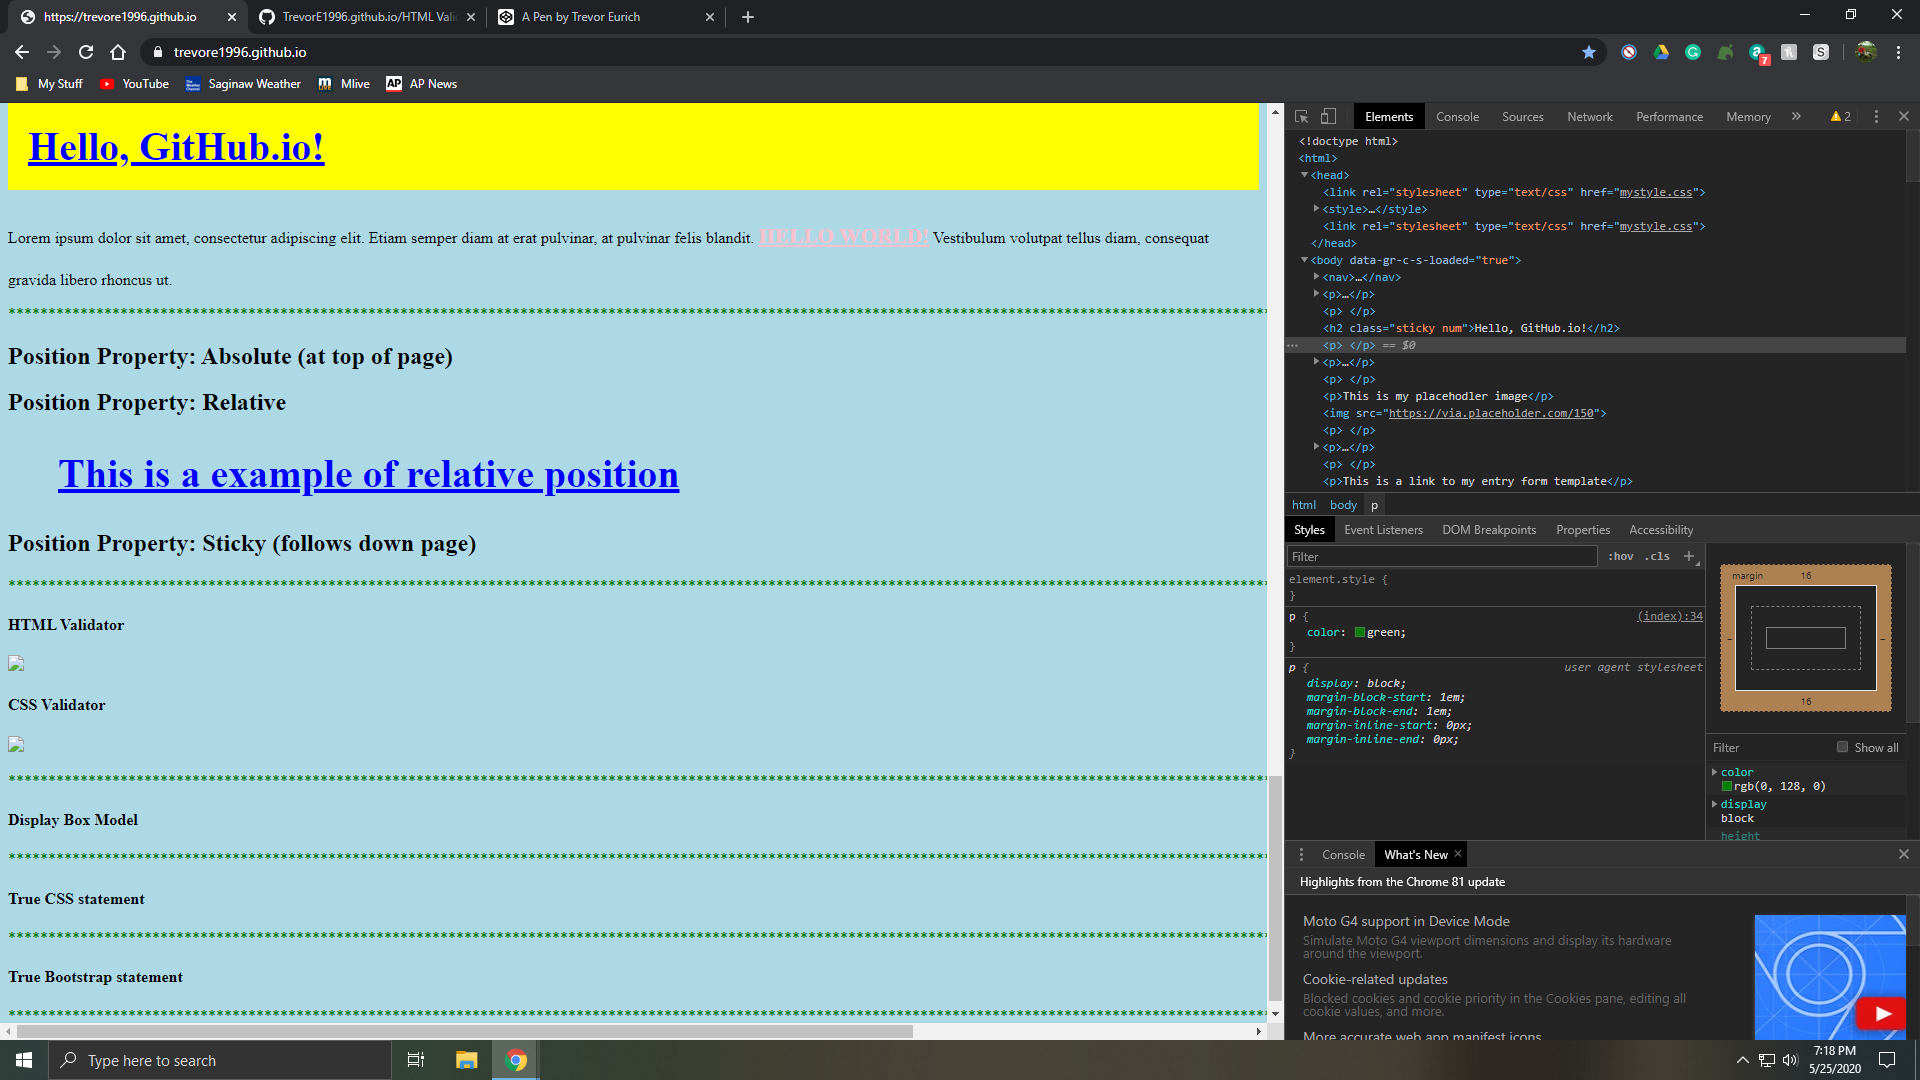 https://trevore1996.github.io
TrevorE1996.github.io/HTML Vali
A Pen by Trevor Eurich
trevore1996.github.io
7
My Stuff
YouTube
Saginaw Weather
Mlive
AP
AP News
Hello, GitHub.io!
Lorem ipsum dolor sit amet, consectetur adipiscing elit. Etiam semper diam at erat pulvinar, at pulvinar felis blandit. HELLO WORLD! Vestibulum volutpat tellus diam, consequat
gravida libero rhoncus ut.
Position Property: Absolute (at top of page)
Position Property: Relative
This is a example of relative position
Position Property: Sticky (follows down page)
HTML Validator
CSS Validator
Display Box Model
True CSS statement
True Bootstrap statement
Elements Console Sources Network Performance Memory » 2
<!doctype html>
<html>
<head>
<link rel="stylesheet" type="text/css" href="mystyle.css">
<style>…</style>
<link rel="stylesheet" type="text/css" href="mystyle.css">
</head>
<body data-gr-c-s-loaded="true">
<nav>…</nav>
<p>…</p>
<p> </p>
<h2 class="sticky num">Hello, GitHub.io!</h2>
<p> </p> == $0
<p>…</p>
<p> </p>
<p>This is my placehodler image</p>
<img src="https://via.placeholder.com/150">
<p> </p>
<p>…</p>
<p> </p>
<p>This is a link to my entry form template</p>
html body p
Styles Event Listeners DOM Breakpoints Properties Accessibility
Filter :hov .cls +
element.style {
}
p { (index):34
color: green;
}
p { user agent stylesheet
display: block;
margin-block-start: 1em;
margin-block-end: 1em;
margin-inline-start: 0px;
margin-inline-end: 0px;
}
margin 16
16
Filter Show all
color
rgb(0, 128, 0)
display
block
height
Console What's New ×
Highlights from the Chrome 81 update
Moto G4 support in Device Mode
Simulate Moto G4 viewport dimensions and display its hardware
around the viewport.
Cookie-related updates
Blocked cookies and cookie priority in the Cookies pane, editing all
cookie values, and more.
More accurate web app manifest icons
Type here to search
7:18 PM
5/25/2020